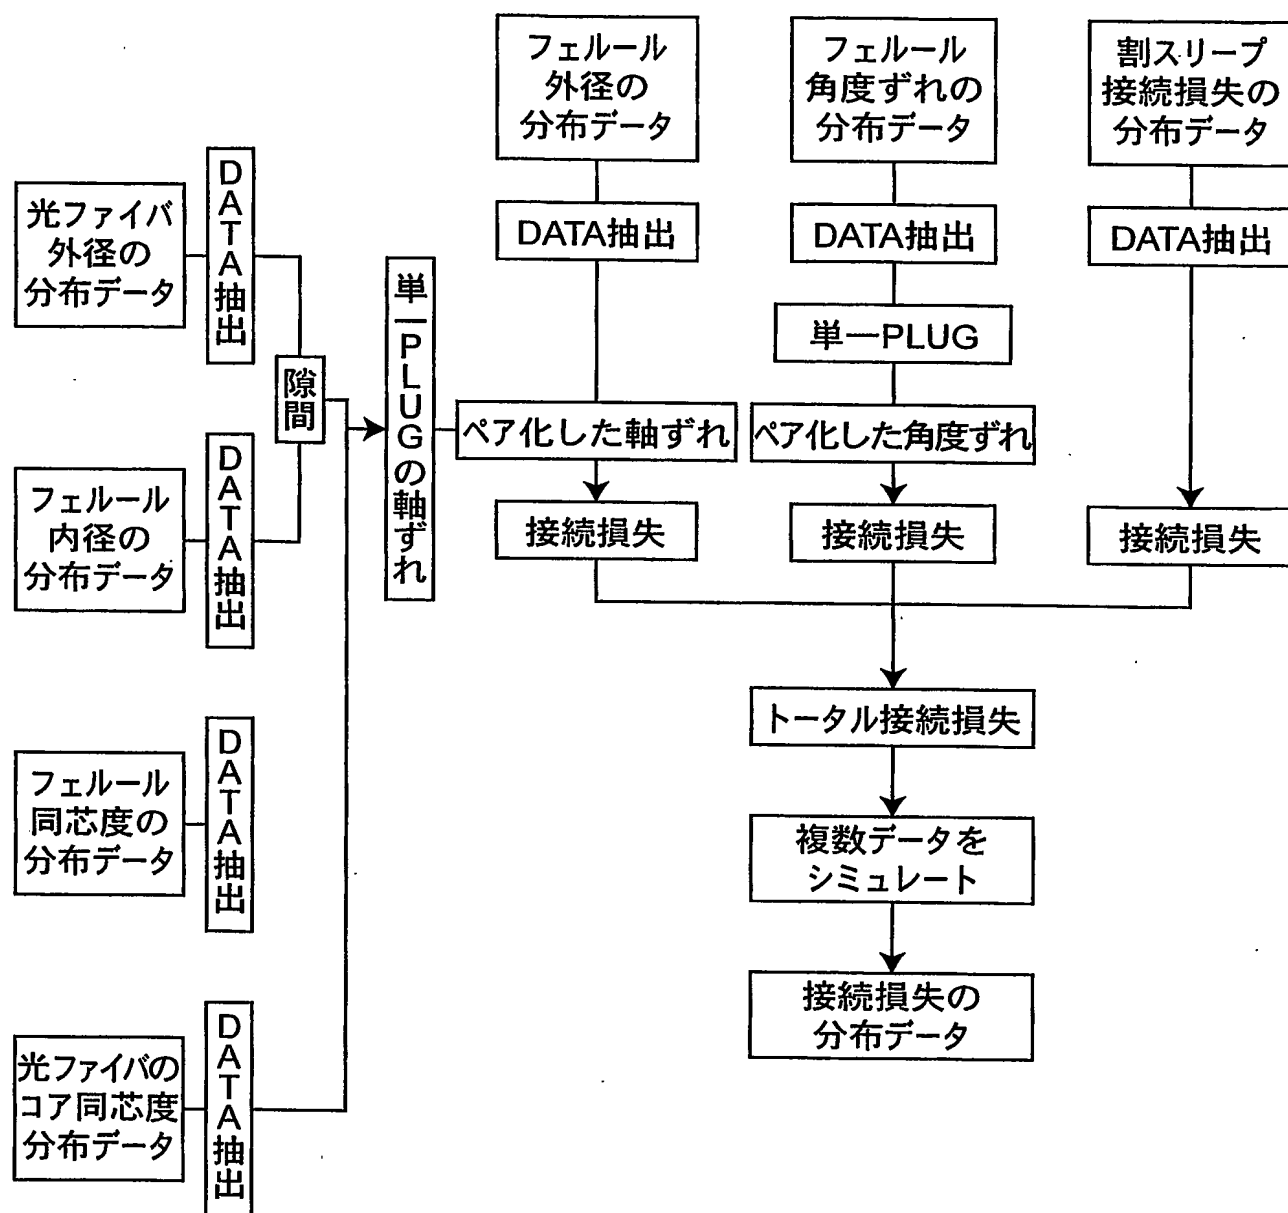 光ファイバ
外径の
分布データ
DATA抽出
フェルール
内径の
分布データ
DATA抽出
隙間
フェルール
同芯度の
分布データ
DATA抽出
光ファイバの
コア同芯度
分布データ
DATA抽出
単一PLUGの軸ずれ
フェルール
外径の
分布データ
DATA抽出
ペア化した軸ずれ
接続損失
フェルール
角度ずれの
分布データ
DATA抽出
単一PLUG
ペア化した角度ずれ
接続損失
割スリーブ
接続損失の
分布データ
DATA抽出
接続損失
トータル接続損失
複数データを
シミュレート
接続損失の
分布データ